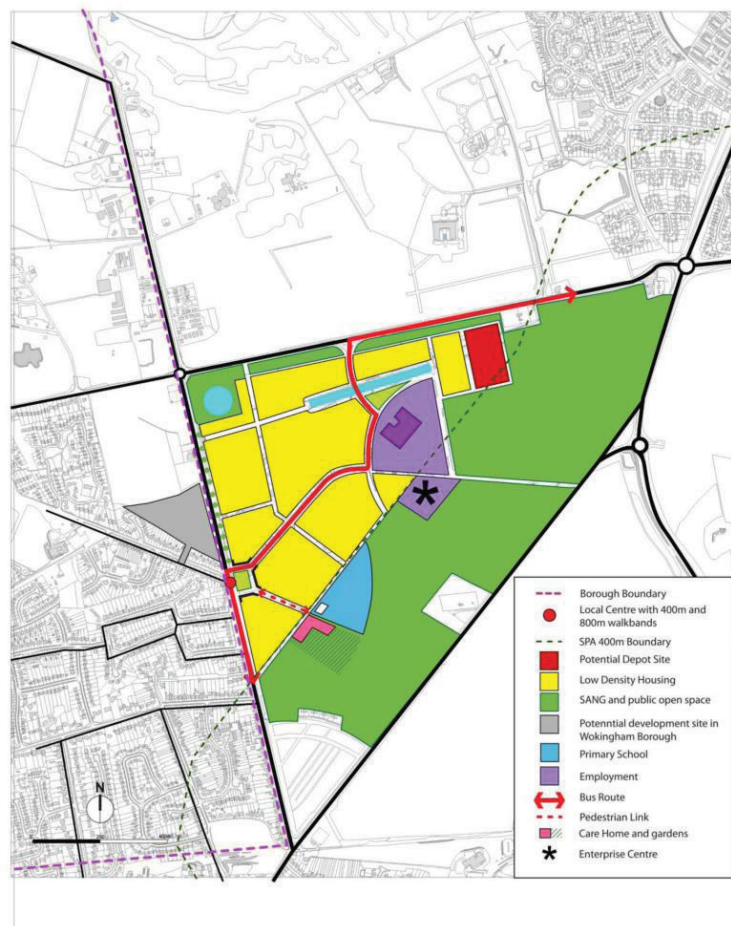 N
Borough Boundary
Local Centre with 400m and
800m walkbands
SPA 400m Boundary
Potential Depot Site
Low Density Housing
SANG and public open space
Potenntial development site in
Wokingham Borough
Primary School
Employment
Bus Route
Pedestrian Link
Care Home and gardens
Enterprise Centre